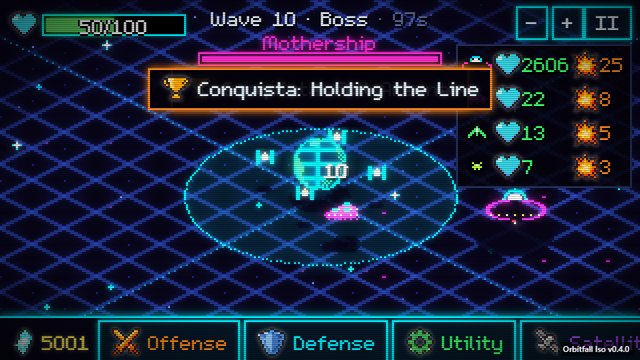 50/100
Wave 10 · Boss · 97s
Mothership
−
+
II
2606 25
Conquista: Holding the Line
22 8
13 5
7 3
10
5001
Offense
Defense
Utility
Orbitfall Iso v0.4.0